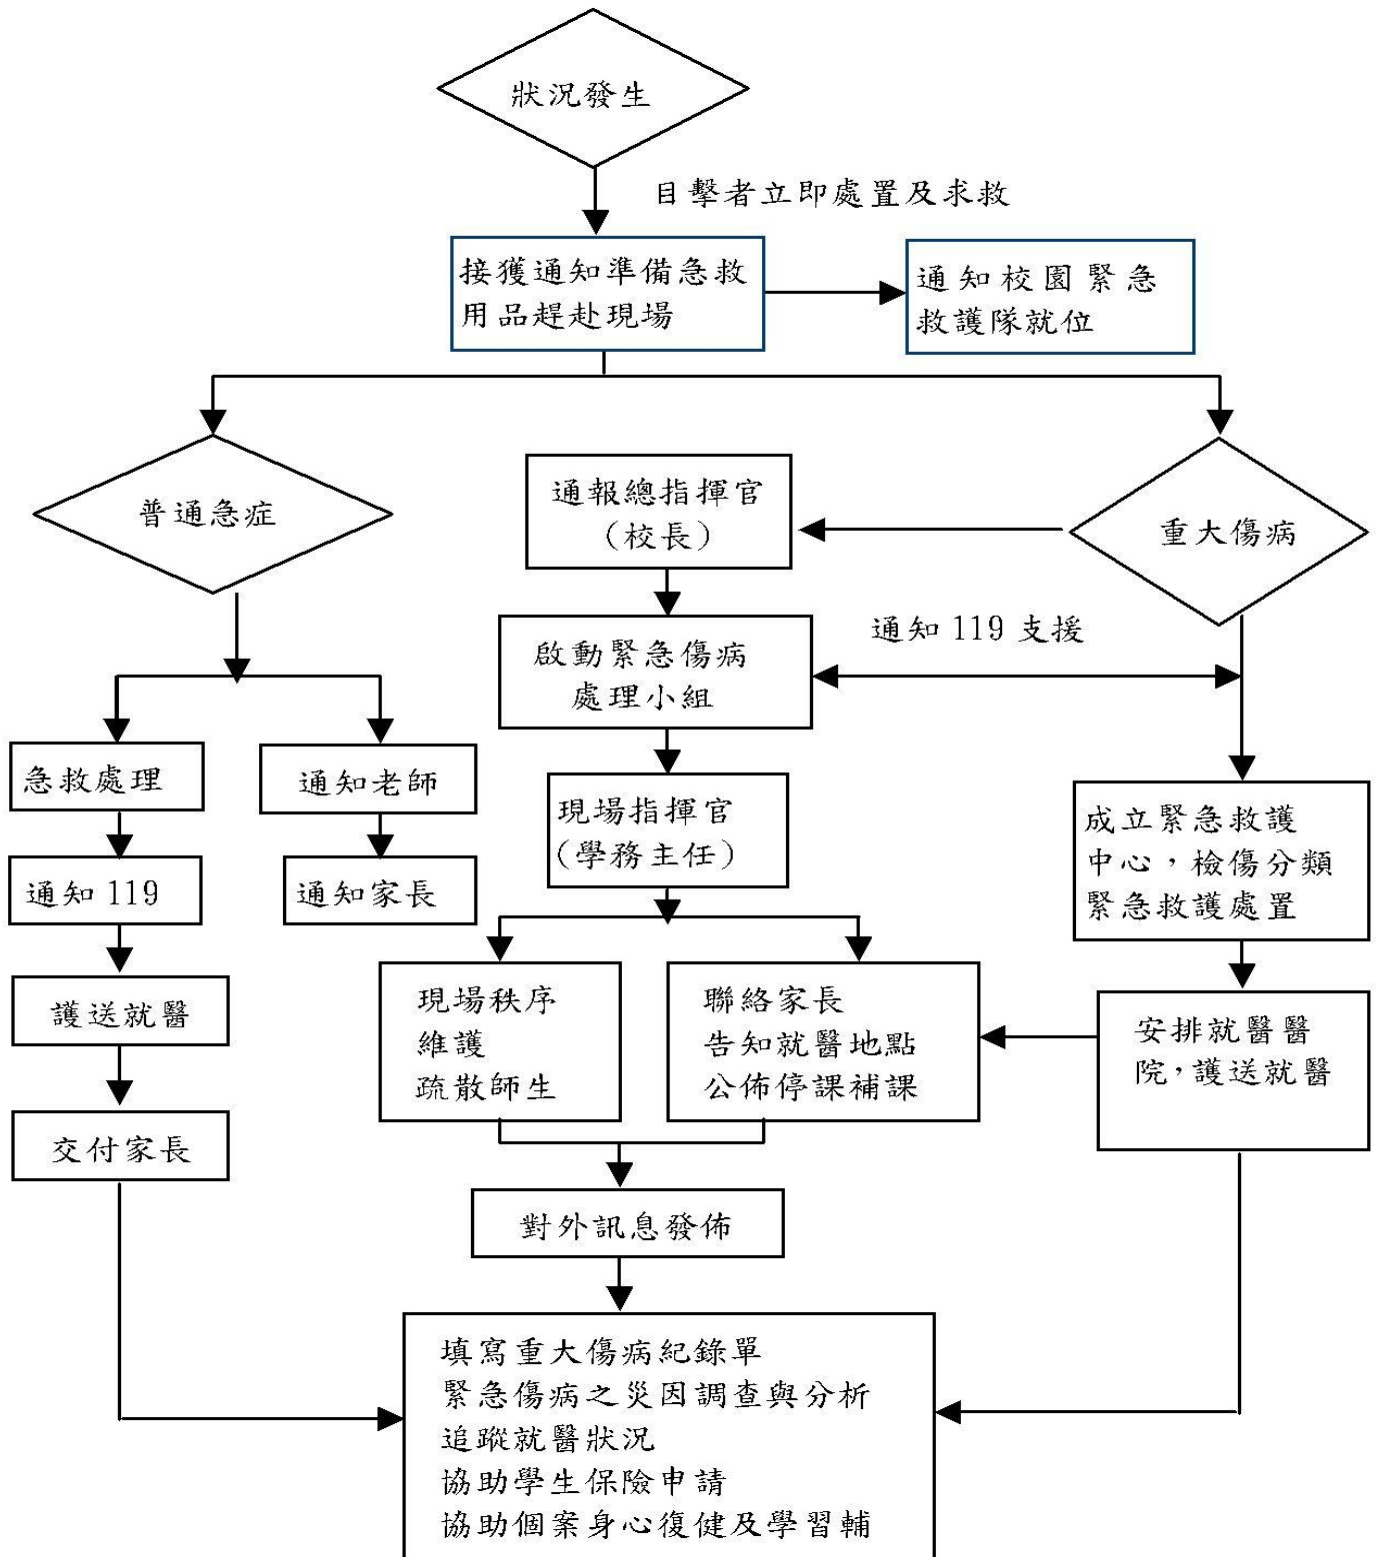 狀況發生
目擊者立即處置及求救
接獲通知準備急救
用品趕赴現場
通知校園緊急
救護隊就位
普通急症
通報總指揮官
(校長)
重大傷病
通知 119 支援
啟動緊急傷病
處理小組
急救處理
通知老師
現場指揮官
(學務主任)
成立緊急救護
中心，檢傷分類
緊急救護處置
通知 119
通知家長
護送就醫
現場秩序
維護
疏散師生
聯絡家長
告知就醫地點
公佈停課補課
安排就醫醫
院，護送就醫
交付家長
對外訊息發佈
填寫重大傷病紀錄單
緊急傷病之災因調查與分析
追蹤就醫狀況
協助學生保險申請
協助個案身心復健及學習輔